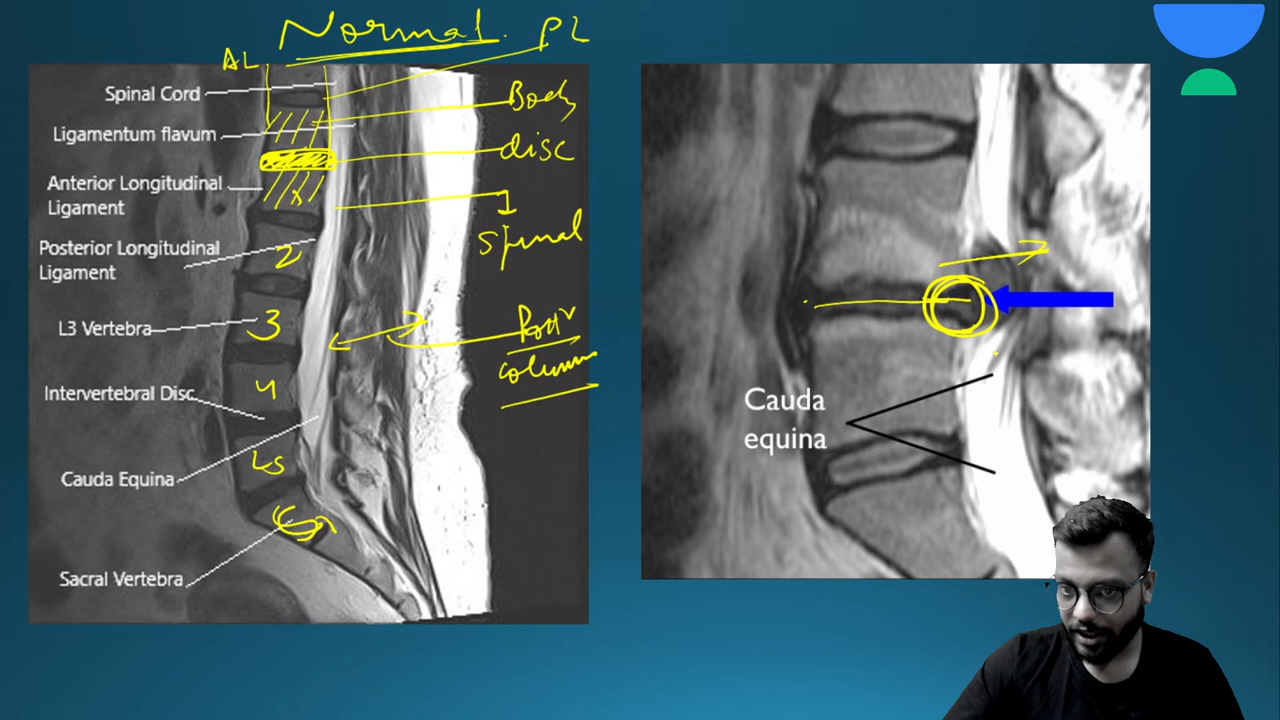 Normal. PL
AL
Spinal Cord
Body
Ligamentum flavum
disc
Anterior Longitudinal
Ligament
Spinal
Posterior Longitudinal
Ligament
2
L3 Vertebra
3
Postr
column
Intervertebral Disc
4
L5
Cauda Equina
Sacral Vertebra
Cauda
equina